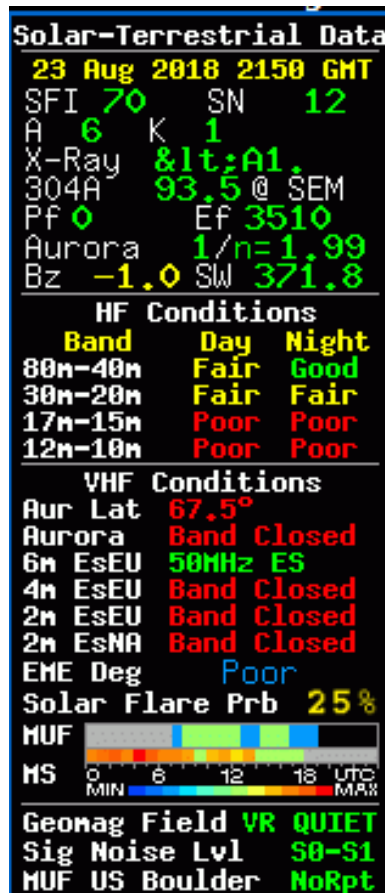 Solar-Terrestrial Data
23 Aug 2018 2150 GMT
SFI 70 SN 12
A 6 K 1
X-Ray &lt;A1.
304A 93.5 @ SEM
Pf 0 Ef 3510
Aurora 1/n=1.99
Bz -1.0 SW 371.8
HF Conditions
Band Day Night
80m-40m Fair Good
30m-20m Fair Fair
17m-15m Poor Poor
12m-10m Poor Poor
VHF Conditions
Aur Lat 67.5°
Aurora Band Closed
6m EsEU 50MHz ES
4m EsEU Band Closed
2m EsEU Band Closed
2m EsNA Band Closed
EME Deg Poor
Solar Flare Prb 25%
MUF
MS 0 6 12 18 UTC
MIN MAX
Geomag Field VR QUIET
Sig Noise Lvl S0-S1
MUF US Boulder NoRpt